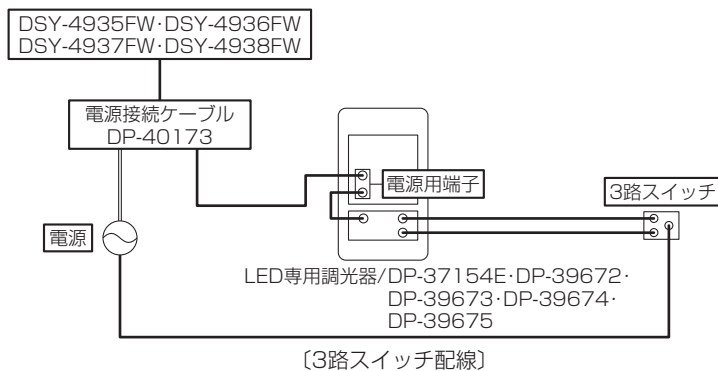 DSY-4935FW·DSY-4936FW
DSY-4937FW·DSY-4938FW
電源接続ケーブル
DP-40173
電源用端子
3路スイッチ
電源
LED専用調光器/DP-37154E·DP-39672·
DP-39673·DP-39674·
DP-39675
〔3路スイッチ配線〕